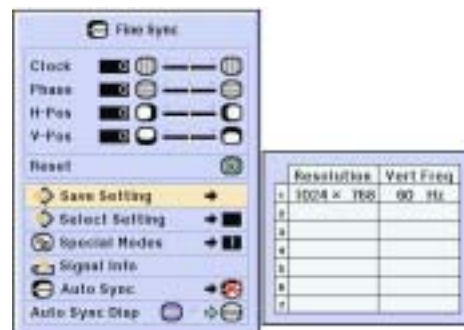 Fine Sync
Clock
Phase
H-Pos
V-Pos
Reset
Save Setting
Select Setting
Special Modes
Signal Info
Auto Sync
Auto Sync Disp
Resolution Vert Freq
1 1024 × 768 60 Hz
2
3
4
5
6
7